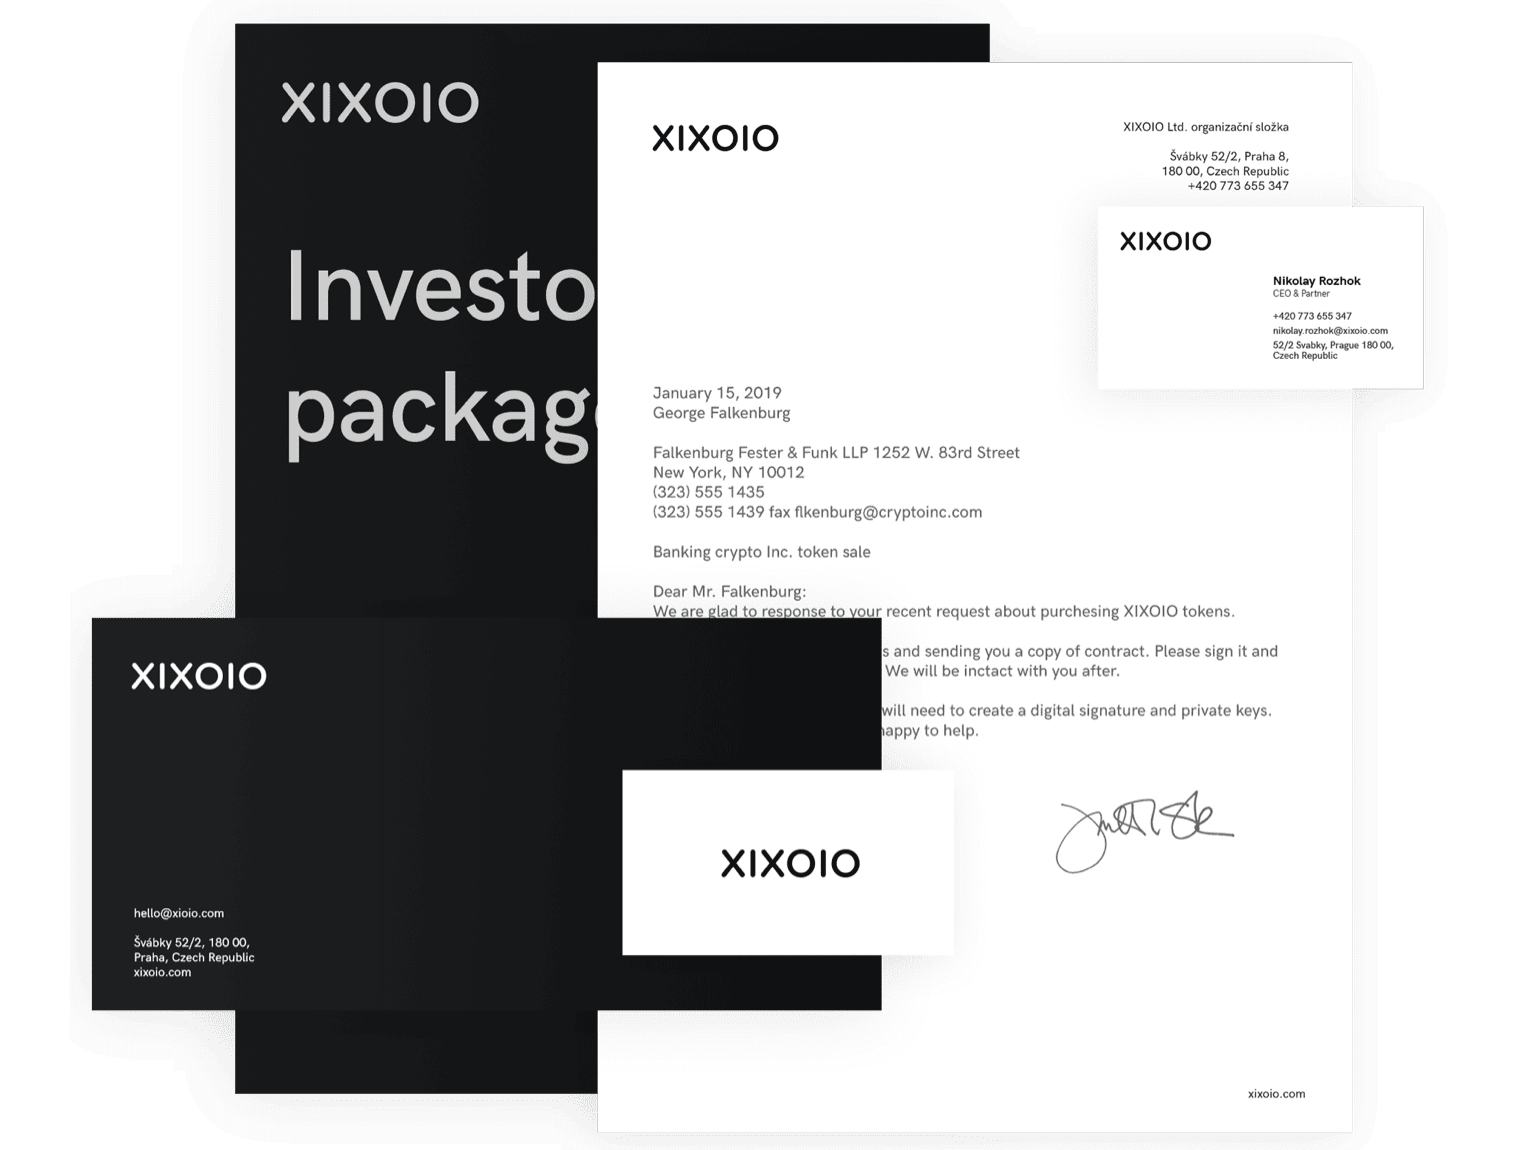 XIXOIO
Investo
package
XIXOIO
XIXOIO Ltd. organizační složka
Švábky 52/2, Praha 8,
180 00, Czech Republic
+420 773 655 347
XIXOIO
Nikolay Rozhok
CEO & Partner
+420 773 655 347
nikolay.rozhok@xixoio.com
52/2 Svabky, Prague 180 00,
Czech Republic
January 15, 2019
George Falkenburg
Falkenburg Fester & Funk LLP 1252 W. 83rd Street
New York, NY 10012
(323) 555 1435
(323) 555 1439 fax flkenburg@cryptoinc.com
Banking crypto Inc. token sale
Dear Mr. Falkenburg:
We are glad to response to your recent request about purchesing XIXOIO tokens.
s and sending you a copy of contract. Please sign it and
We will be inctact with you after.
will need to create a digital signature and private keys.
happy to help.
XIXOIO
hello@xioio.com
Švábky 52/2, 180 00,
Praha, Czech Republic
xixoio.com
XIXOIO
xixoio.com